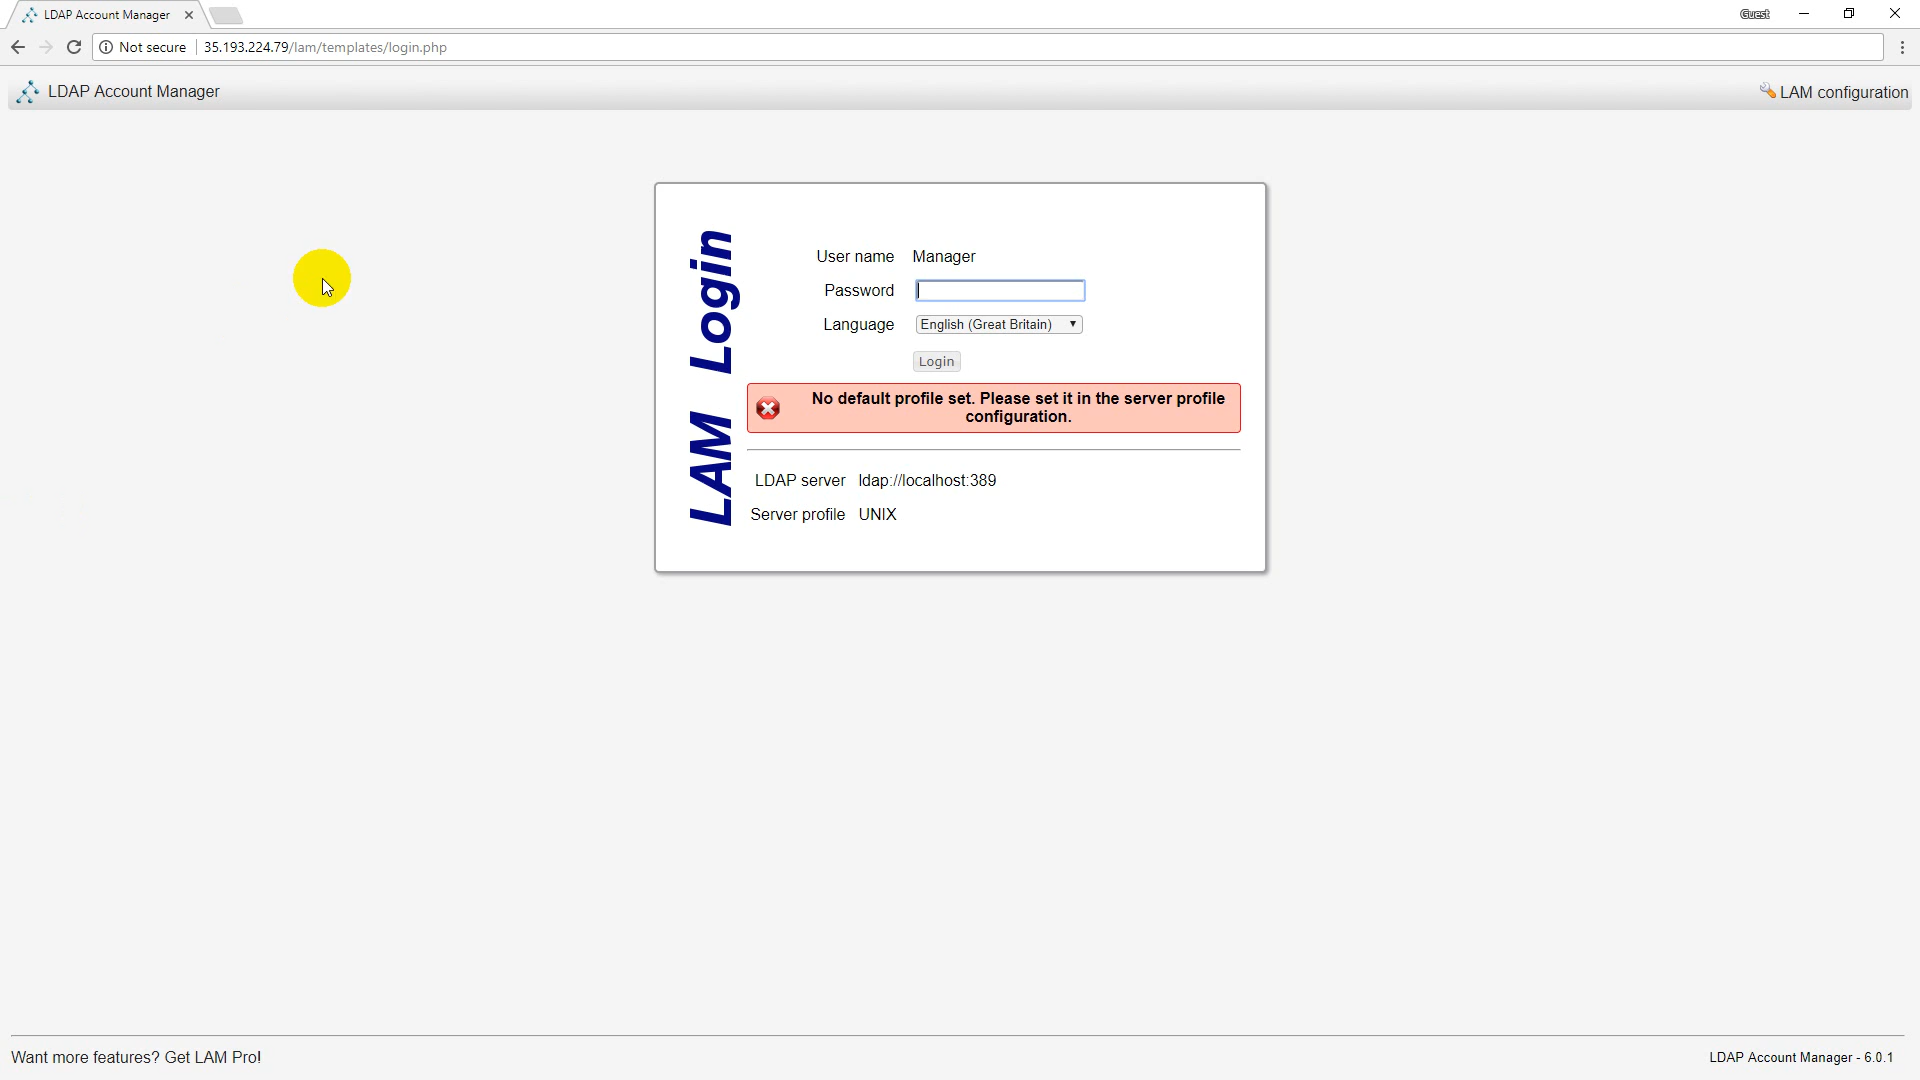 LDAP Account Manager
Guest
Not secure
35.193.224.79/lam/templates/login.php
LDAP Account Manager
LAM configuration
LAM Login
User name Manager
Password
Language English (Great Britain)
Login
No default profile set. Please set it in the server profile
configuration.
LDAP server ldap://localhost:389
Server profile UNIX
Want more features? Get LAM Pro!
LDAP Account Manager - 6.0.1